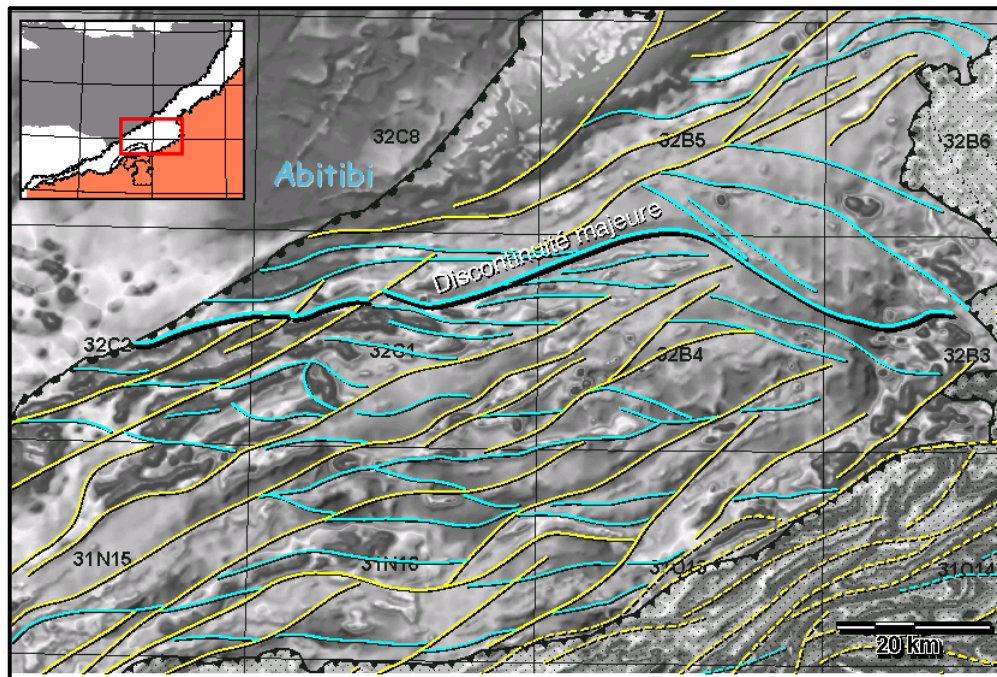 32C8
32B5
32B6
Abitibi
Discontinuité majeure
32C2
32C1
32B4
32B3
31N15
31N16
31O13
31O14
20 km